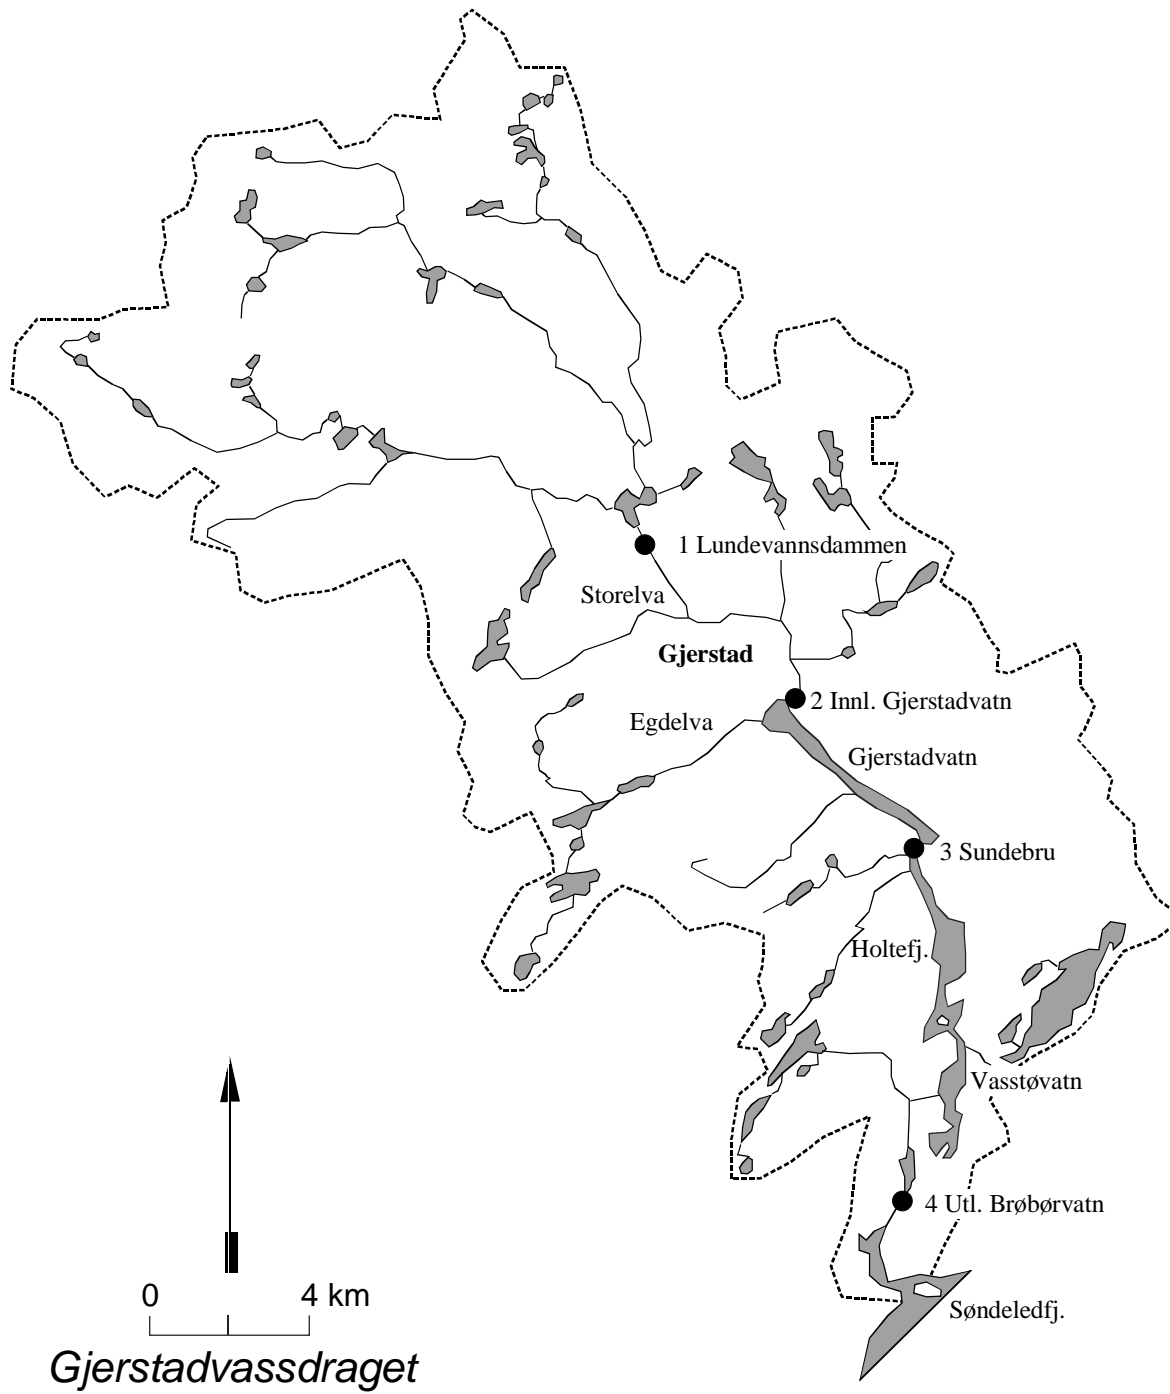 1 Lundevannsdammen
Storelva
Gjerstad
2 Innl. Gjerstadvatn
Egdelva
Gjerstadvatn
3 Sundebru
Holtefj.
Vasstøvatn
4 Utl. Brøbørvatn
0 4 km
Søndeledfj.
Gjerstadvassdraget